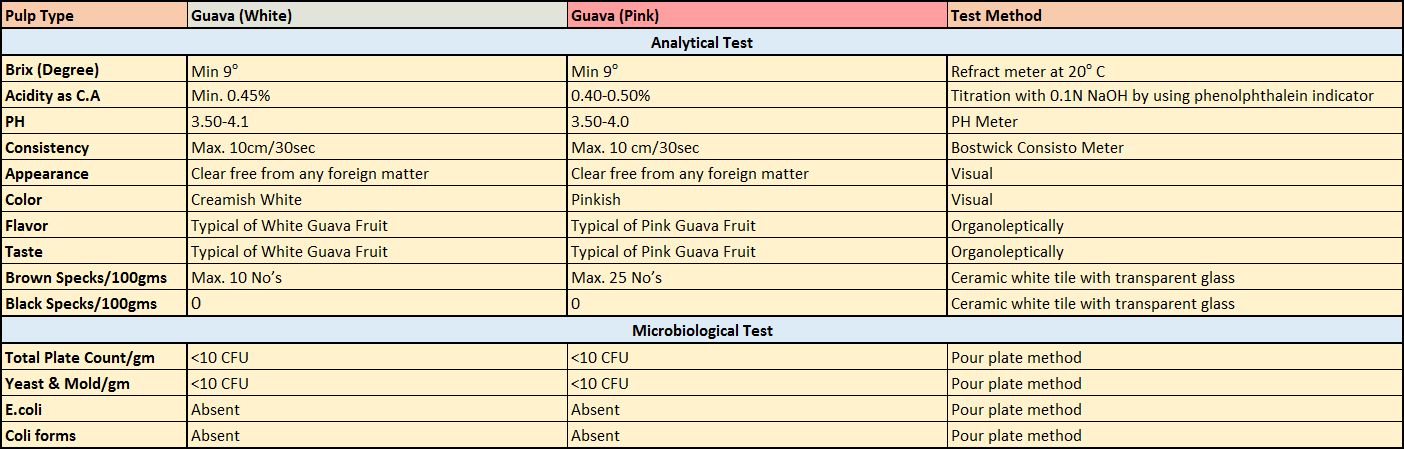 Pulp Type Guava (White) Guava (Pink) Test Method
Analytical Test
Brix (Degree) Min 9° Min 9° Refract meter at 20° C
Acidity as C.A Min. 0.45% 0.40-0.50% Titration with 0.1N NaOH by using phenolphthalein indicator
PH 3.50-4.1 3.50-4.0 PH Meter
Consistency Max. 10cm/30sec Max. 10 cm/30sec Bostwick Consisto Meter
Appearance Clear free from any foreign matter Clear free from any foreign matter Visual
Color Creamish White Pinkish Visual
Flavor Typical of White Guava Fruit Typical of Pink Guava Fruit Organoleptically
Taste Typical of White Guava Fruit Typical of Pink Guava Fruit Organoleptically
Brown Specks/100gms Max. 10 No’s Max. 25 No’s Ceramic white tile with transparent glass
Black Specks/100gms 0 0 Ceramic white tile with transparent glass
Microbiological Test
Total Plate Count/gm <10 CFU <10 CFU Pour plate method
Yeast & Mold/gm <10 CFU <10 CFU Pour plate method
E.coli Absent Absent Pour plate method
Coli forms Absent Absent Pour plate method